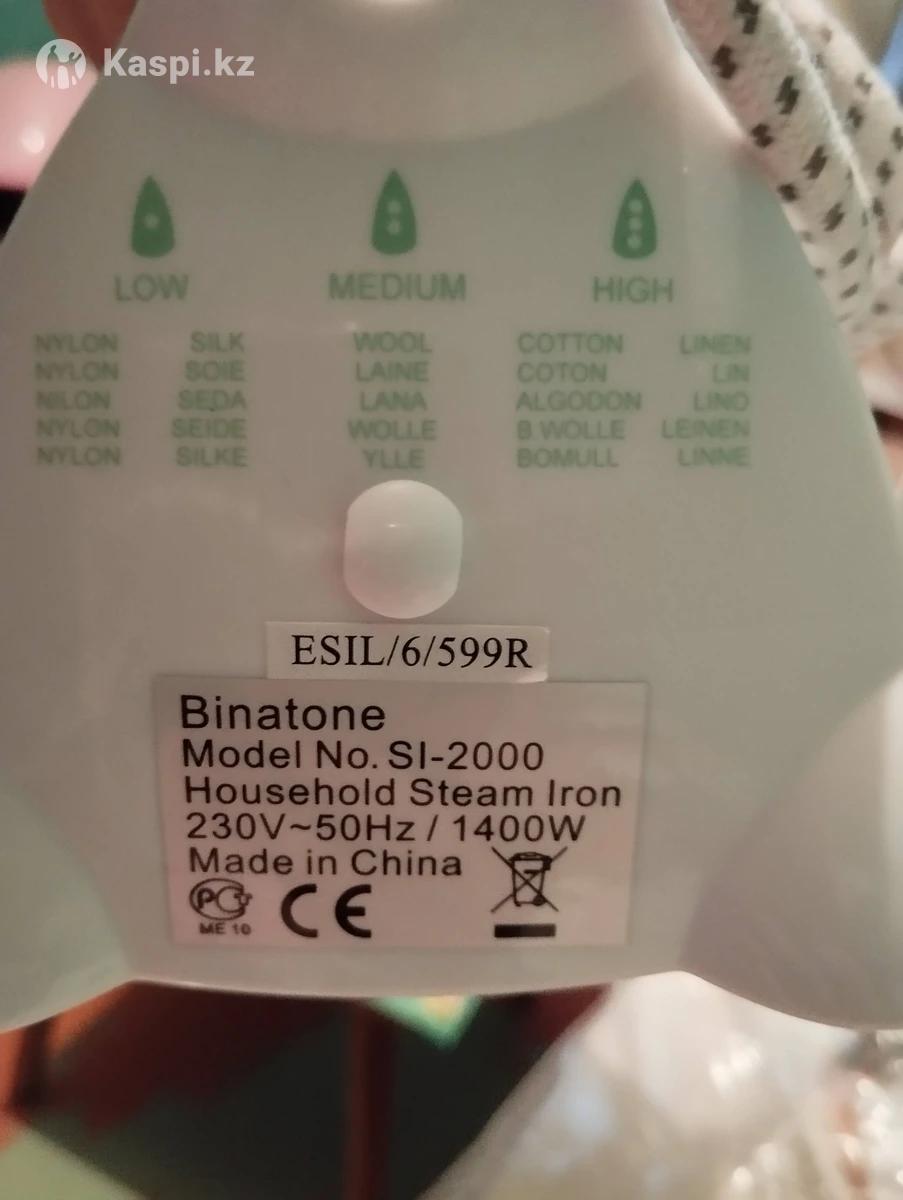 Kaspi.kz
LOW MEDIUM HIGH
NYLON SILK WOOL COTTON LINEN
NYLON SOIE LAINE COTON LIN
NILON SEDA LANA ALGODON LINO
NYLON SEIDE WOLLE B.WOLLE LEINEN
NYLON SILKE YLLE BOMULL LINNE
ESIL/6/599R
Binatone
Model No. SI-2000
Household Steam Iron
230V~50Hz / 1400W
Made in China
PC CE
ME 10